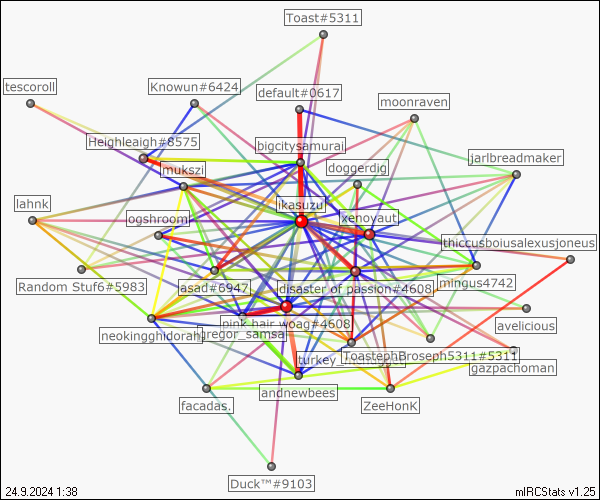 Toast#5311
tescoroll
Knowun#6424
default#0617
moonraven
Heighleaigh#8575
bigcitysamurai
jarlbreadmaker
mukszi
doggerdig
lahnk
ikasuzu
ogshroom
xenoyaut
thiccusboiusalexusjoneus
Random Stuf6#5983
asad#6947
disaster of passion#4608
mingus4742
pink hair woag#4608
avelicious
neokingghidorah
gregor_samsa
ToastephBroseph5311#5311
gazpachoman
andnewbees
facadas.
ZeeHonK
Duck™#9103
24.9.2024 1:38
mIRCStats v1.25